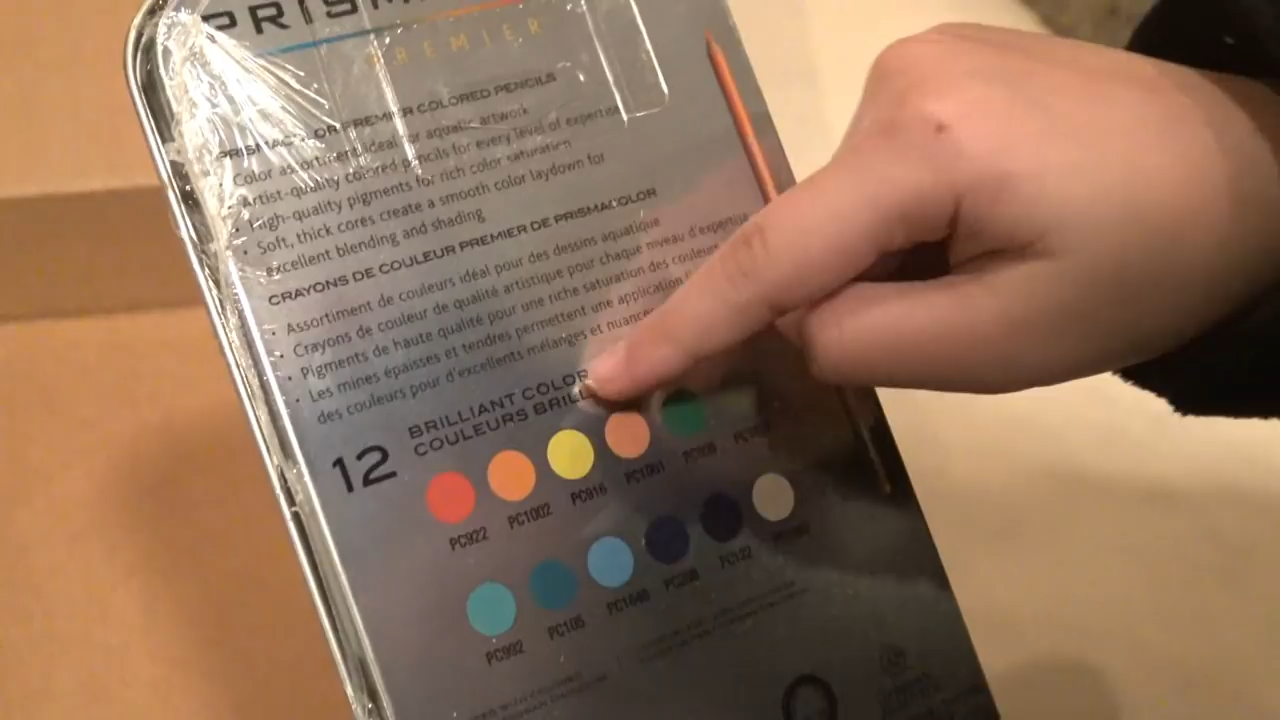 PREMIER
PRISMACOLOR PREMIER COLORED PENCILS
Color assortment ideal for aquatic artwork
Artist-quality colored pencils for every level of expertise
• High-quality pigments for rich color saturation
• Soft, thick cores create a smooth color laydown for
excellent blending and shading
CRAYONS DE COULEUR PREMIER DE PRISMACOLOR
• Assortiment de couleurs idéal pour des dessins aquatique
• Crayons de couleur de qualité artistique pour chaque niveau d'expertise
• Pigments de haute qualité pour une riche saturation des couleurs
• Les mines épaisses et tendres permettent une application
des couleurs pour d'excellents mélanges et nuances
12
BRILLIANT COLOR
COULEURS
PC922 PC1002 PC916 PC1001 PC909
PC992 PC105 PC1040 PC208 PC132